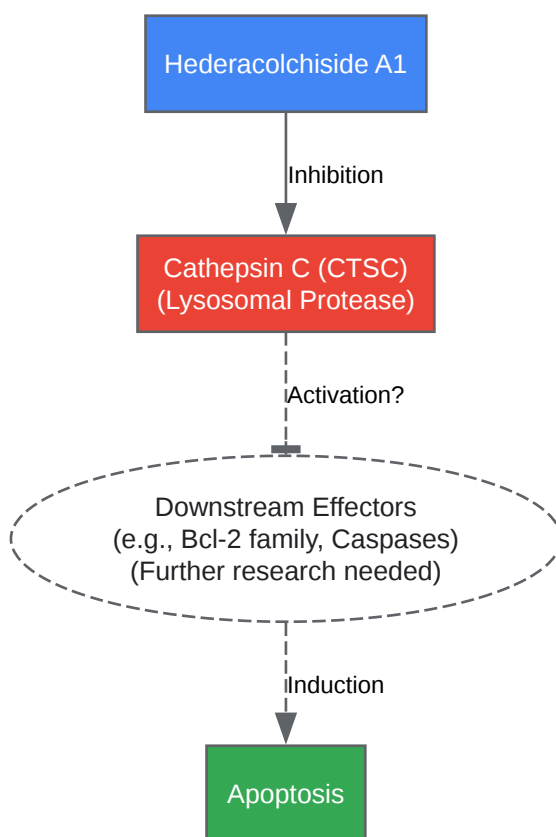 Hederacolchiside A1
Inhibition
Cathepsin C (CTSC)
(Lysosomal Protease)
Activation?
Downstream Effectors
(e.g., Bcl-2 family, Caspases)
(Further research needed)
Induction
Apoptosis